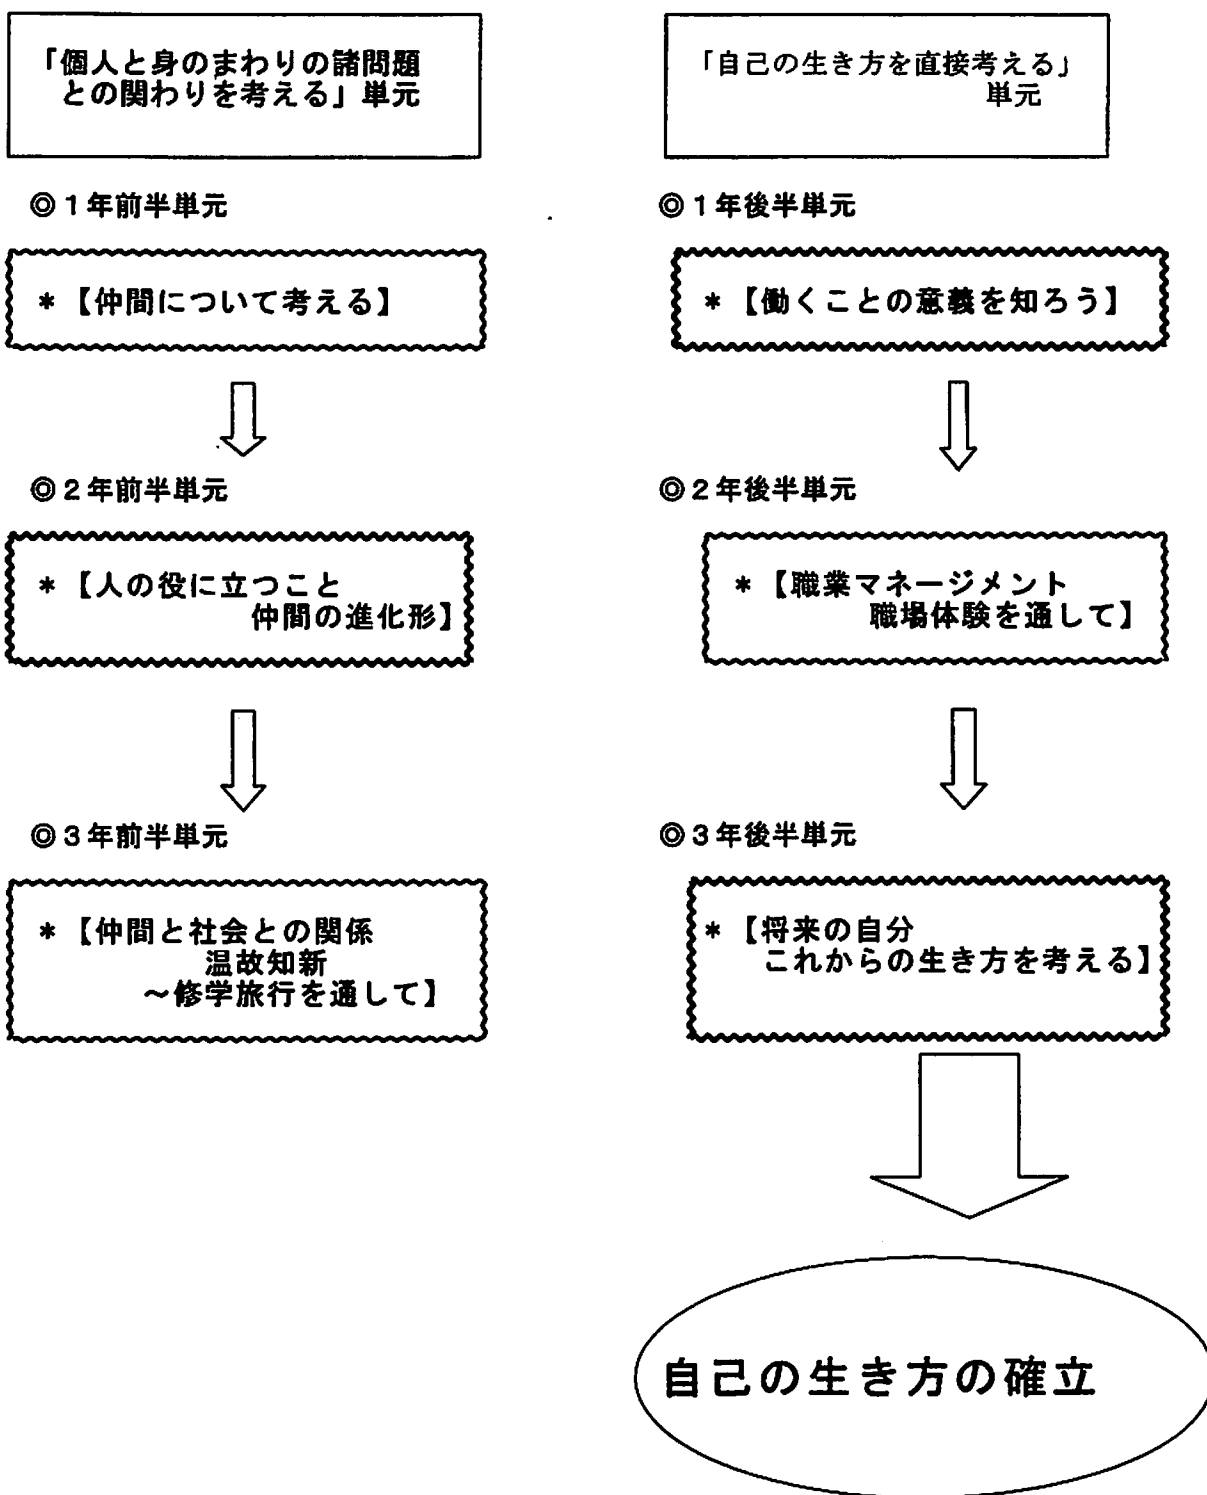 「個人と身のまわりの諸問題
との関わりを考える」単元
◎１年前半単元
＊【仲間について考える】
◎２年前半単元
＊【人の役に立つこと
仲間の進化形】
◎３年前半単元
＊【仲間と社会との関係
温故知新
～修学旅行を通して】
「自己の生き方を直接考える」
単元
◎１年後半単元
＊【働くことの意義を知ろう】
◎２年後半単元
＊【職業マネージメント
職場体験を通して】
◎３年後半単元
＊【将来の自分
これからの生き方を考える】
自己の生き方の確立